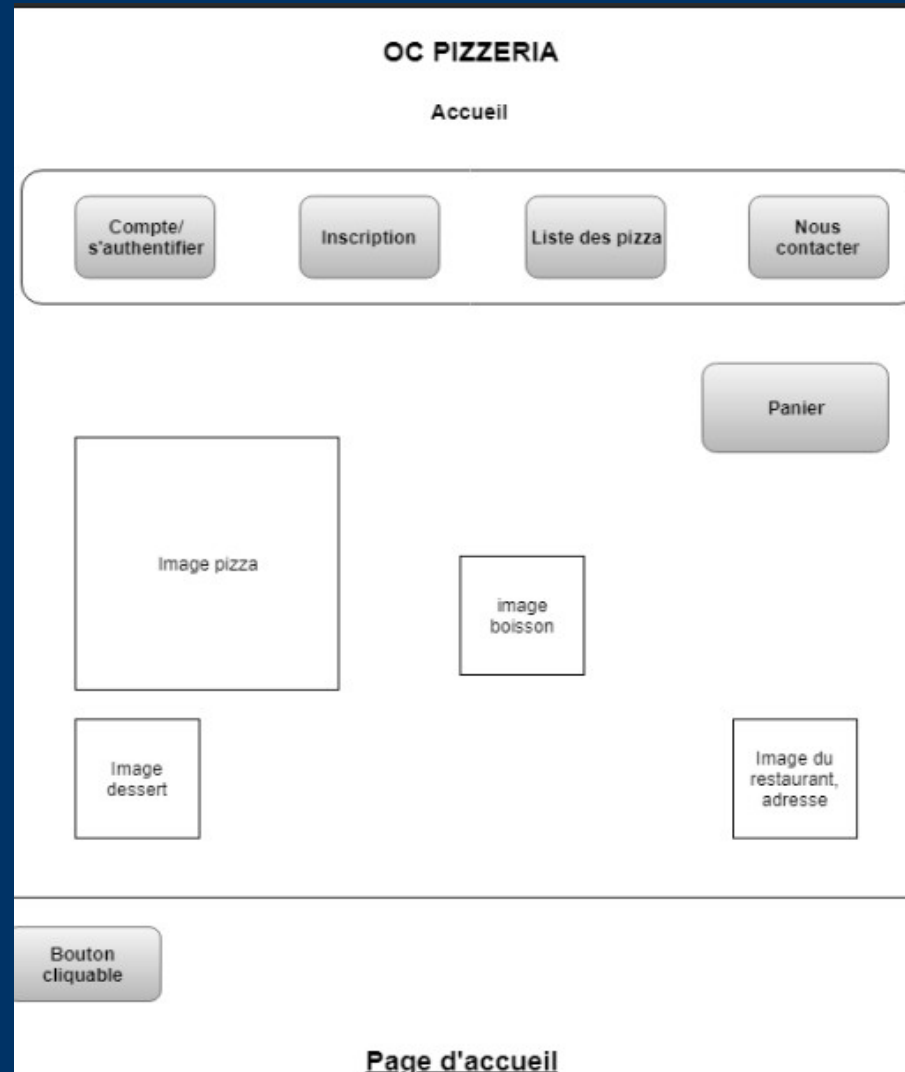 OC PIZZERIA
Accueil
Compte/
s'authentifier
Inscription
Liste des pizza
Nous
contacter
Panier
Image pizza
image
boisson
Image
dessert
Image du
restaurant,
adresse
Bouton
cliquable
Page d'accueil